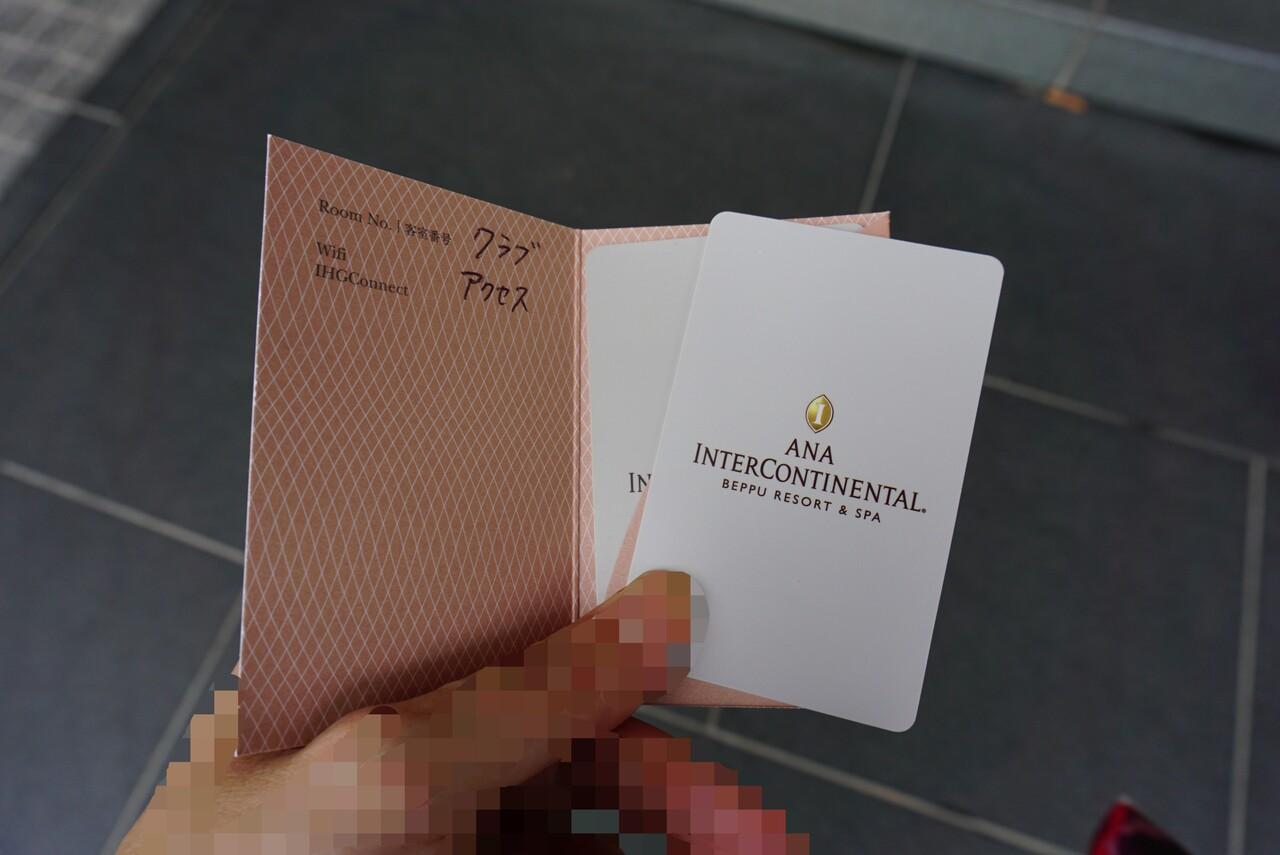 Room No. | 客室番号 クラブ
Wifi
IHGConnect アクセス
IN
I
ANA
INTERCONTINENTAL®
BEPPU RESORT & SPA